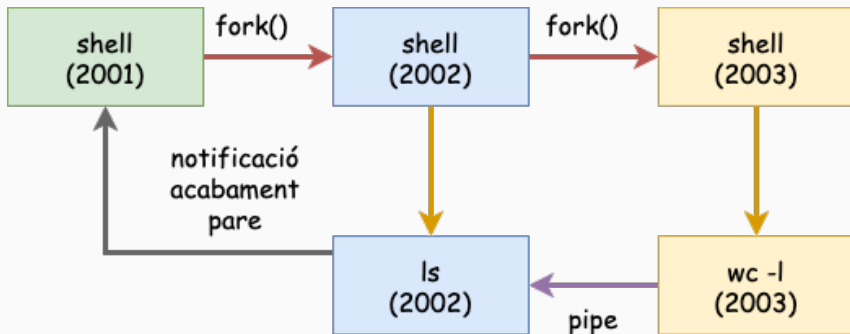 shell
(2001)
fork()
shell
(2002)
fork()
shell
(2003)
notificació
acabament
pare
ls
(2002)
pipe
wc -l
(2003)